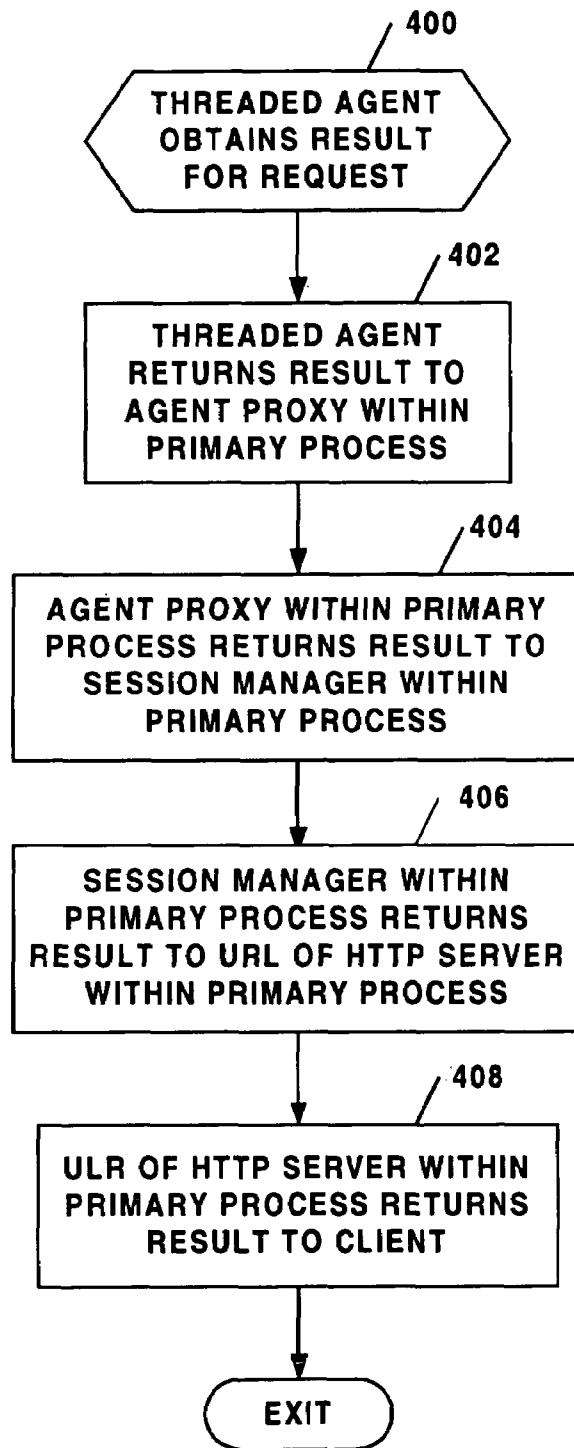 400
THREADED AGENT
OBTAINS RESULT
FOR REQUEST
402
THREADED AGENT
RETURNS RESULT TO
AGENT PROXY WITHIN
PRIMARY PROCESS
404
AGENT PROXY WITHIN PRIMARY
PROCESS RETURNS RESULT TO
SESSION MANAGER WITHIN
PRIMARY PROCESS
406
SESSION MANAGER WITHIN
PRIMARY PROCESS RETURNS
RESULT TO URL OF HTTP SERVER
WITHIN PRIMARY PROCESS
408
ULR OF HTTP SERVER WITHIN
PRIMARY PROCESS RETURNS
RESULT TO CLIENT
EXIT